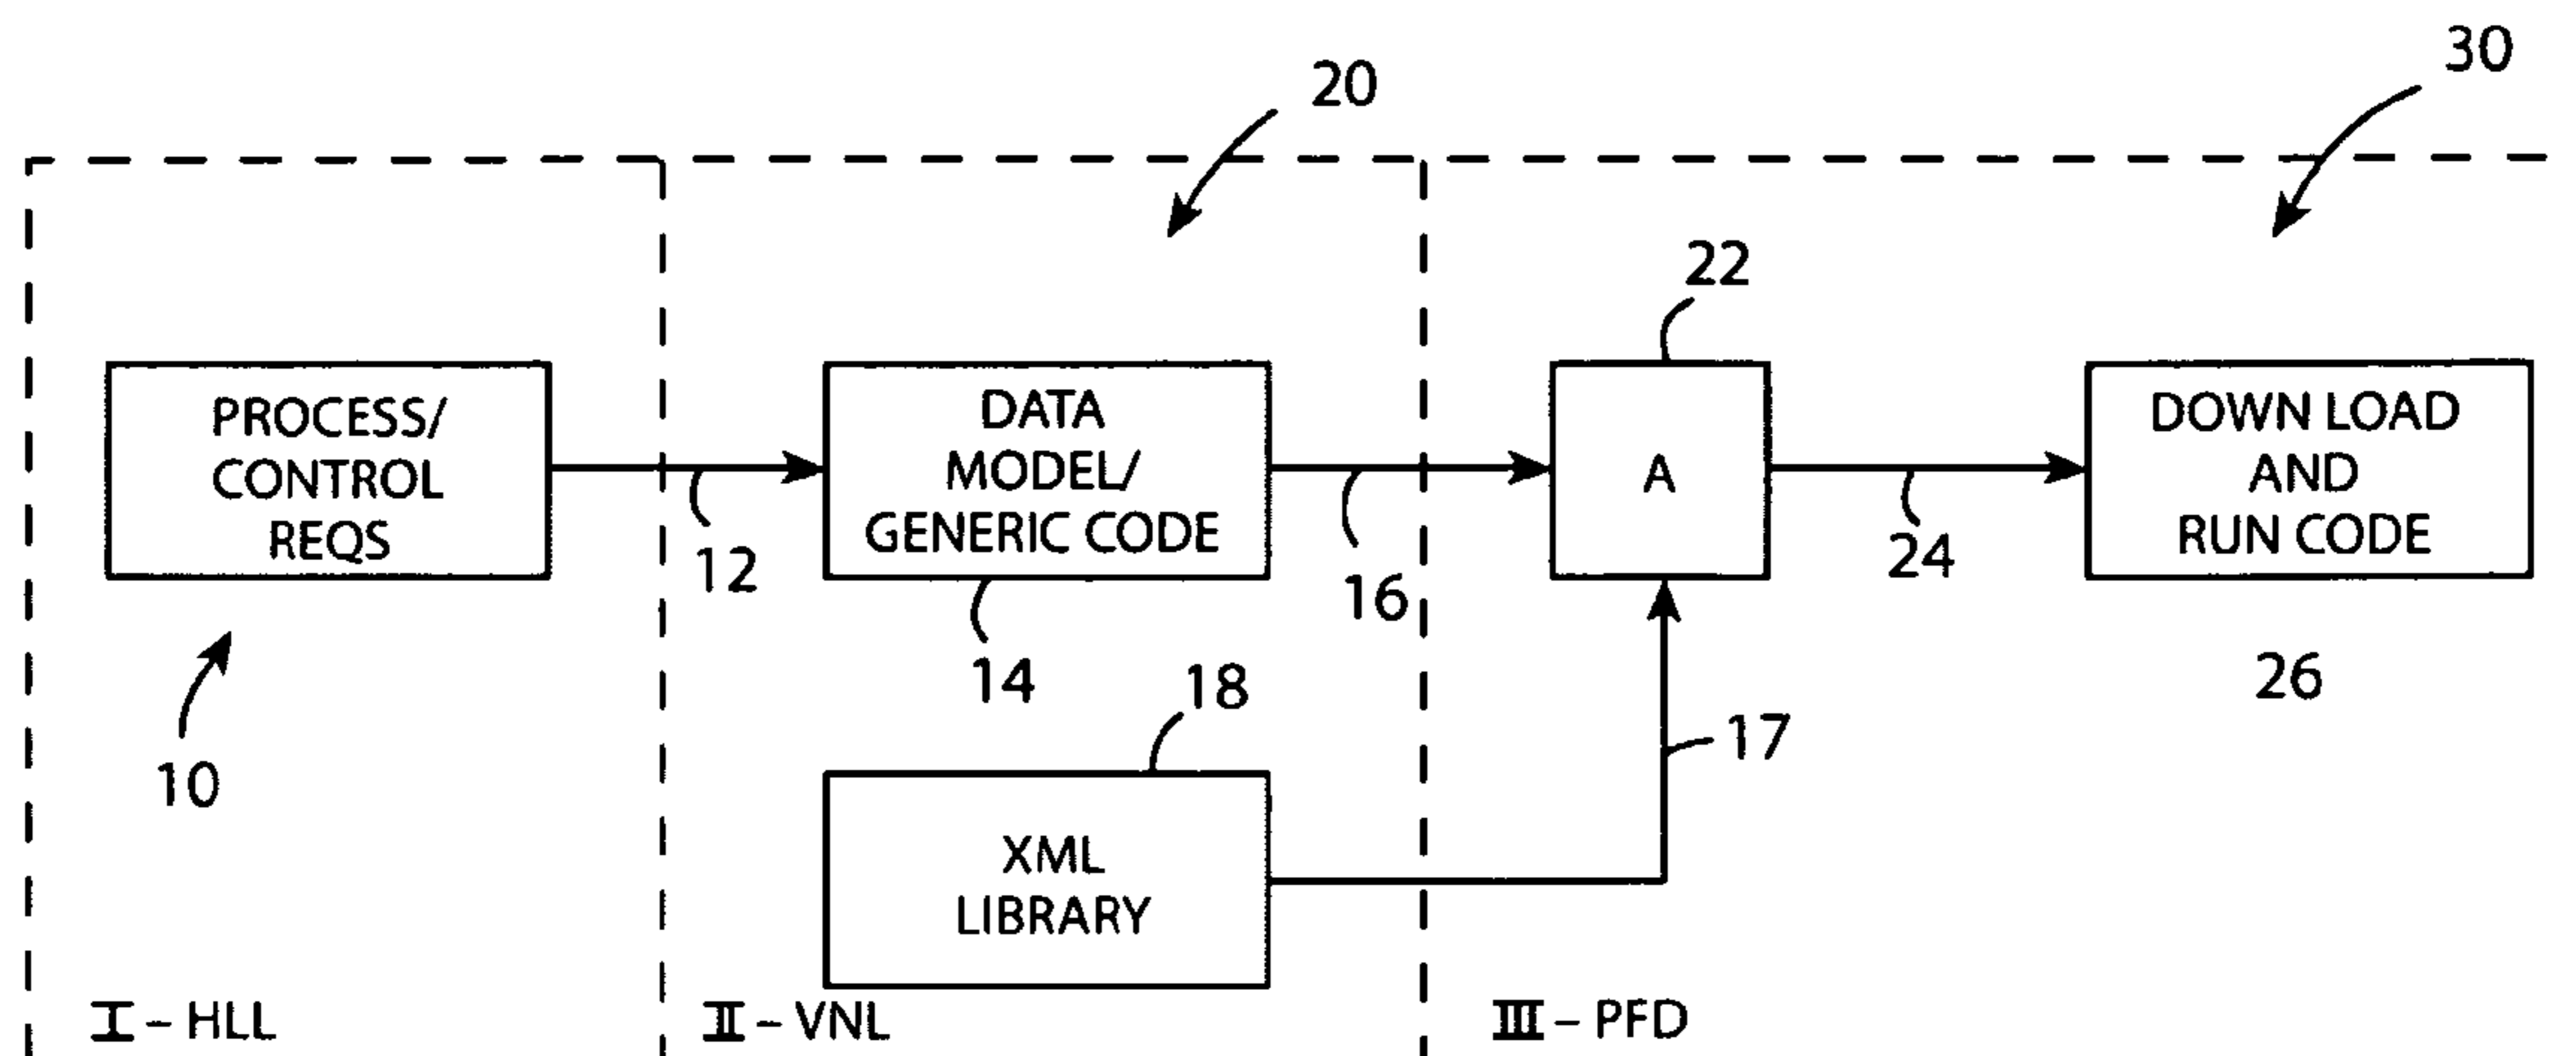 20
30
22
PROCESS/
CONTROL
REQS
DATA
MODEL/
GENERIC CODE
A
DOWN LOAD
AND
RUN CODE
12
16
24
14
18
26
10
17
XML
LIBRARY
I – HLL
II – VNL
III – PFD